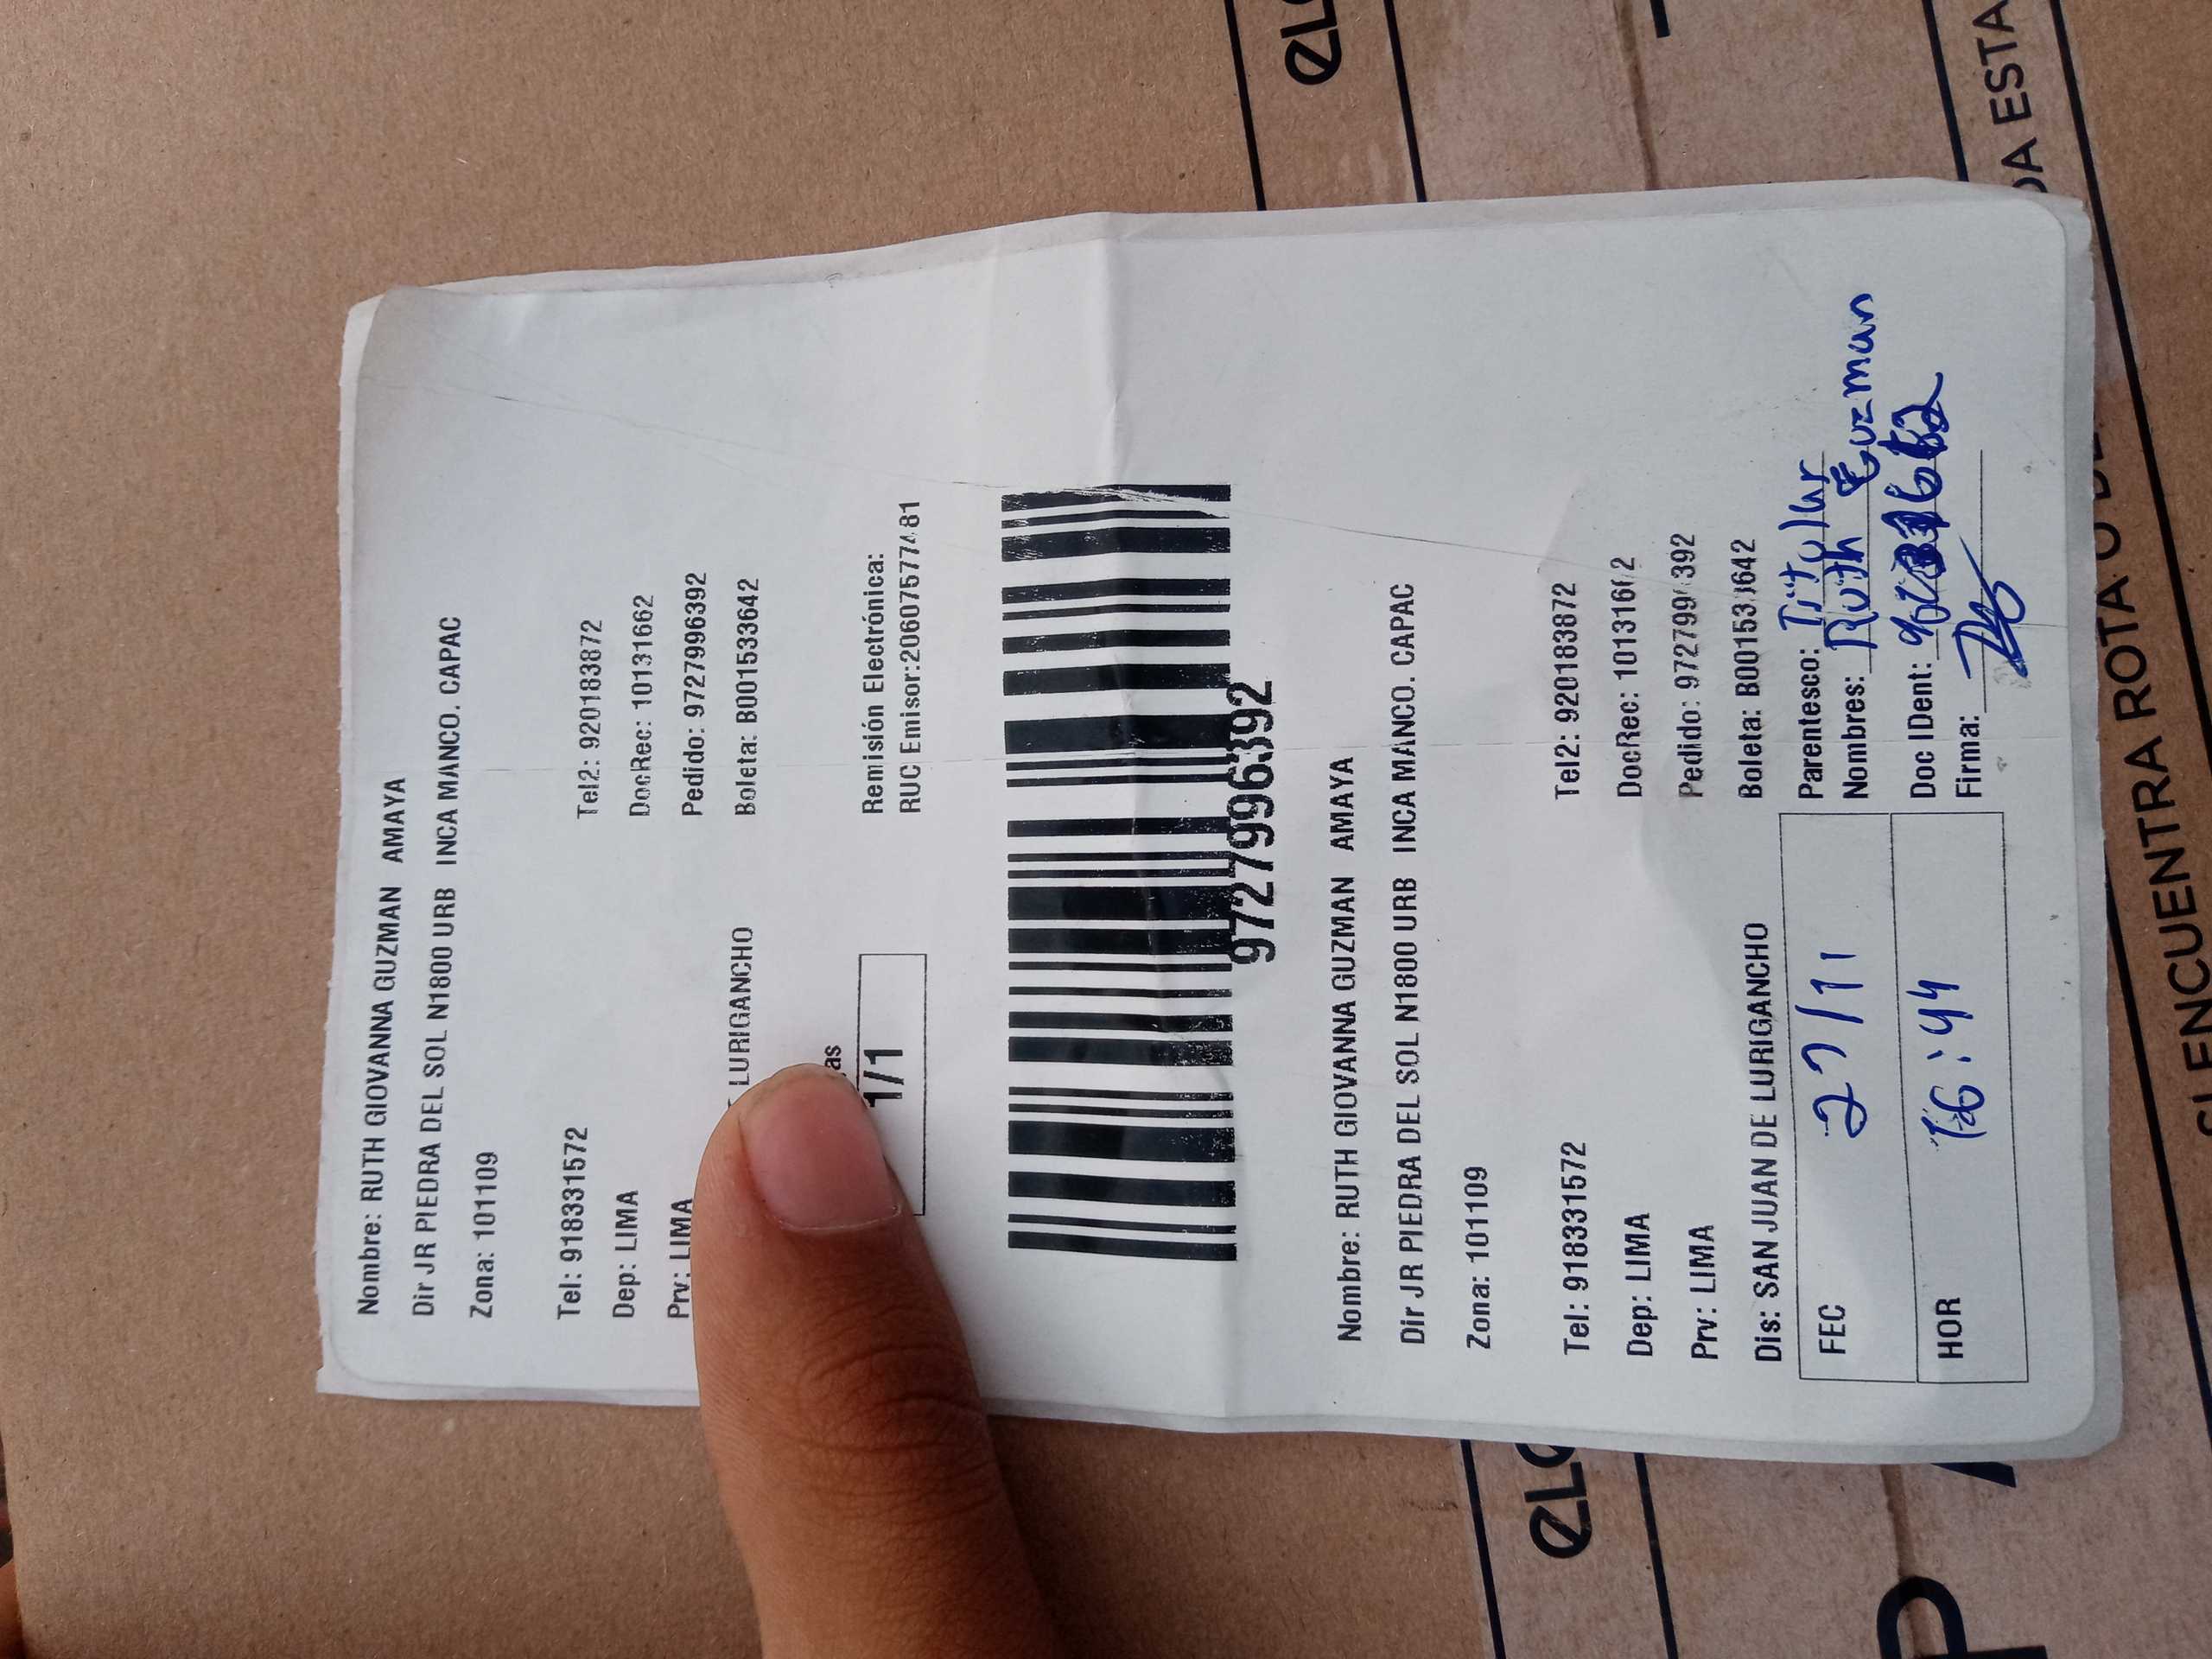 Nombre: RUTH GIOVANNA GUZMAN AMAYA
Dir JR PIEDRA DEL SOL N1800 URB INCA MANCO. CAPAC
Zona: 101109
Tel: 918331572 Tel2: 920183872
Dep: LIMA DocRec: 10131662
Prv: LIMA Pedido: 9727996392
LURIGANCHO Boleta: B001533642
Remisión Electrónica:
1/1 RUC Emisor:20607577481
9727996392
Nombre: RUTH GIOVANNA GUZMAN AMAYA
Dir JR PIEDRA DEL SOL N1800 URB INCA MANCO. CAPAC
Zona: 101109
Tel: 918331572 Tel2: 920183872
Dep: LIMA DocRec:
Prv: LIMA Pedido:
Dis: SAN JUAN DE LURIGANCHO Boleta:
FEC 27/11 Parentesco: Titular
Nombres: Ruth Guzman
HOR 16:44 Doc IDent:
Firma:
DA ESTA
SI ENCUENTRA ROTA O